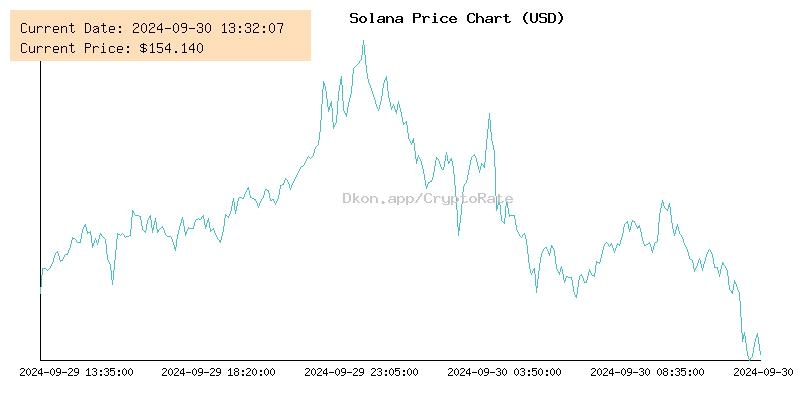 Solana Price Chart (USD)
Current Date: 2024-09-30 13:32:07
Current Price: $154.140
Dkon.app/CryptoRate
2024-09-29 13:35:00 2024-09-29 18:20:00 2024-09-29 23:05:00 2024-09-30 03:50:00 2024-09-30 08:35:00 2024-09-30